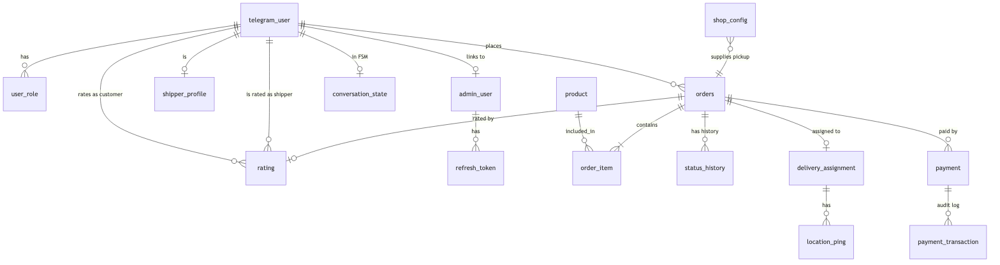 telegram_user
shop_config
places
has
is
in FSM
links to
supplies pickup
user_role
rates as customer
shipper_profile
is rated as shipper
conversation_state
admin_user
product
orders
rated by
has
included_in
contains
has history
assigned to
paid by
rating
refresh_token
order_item
status_history
delivery_assignment
payment
has
audit log
location_ping
payment_transaction